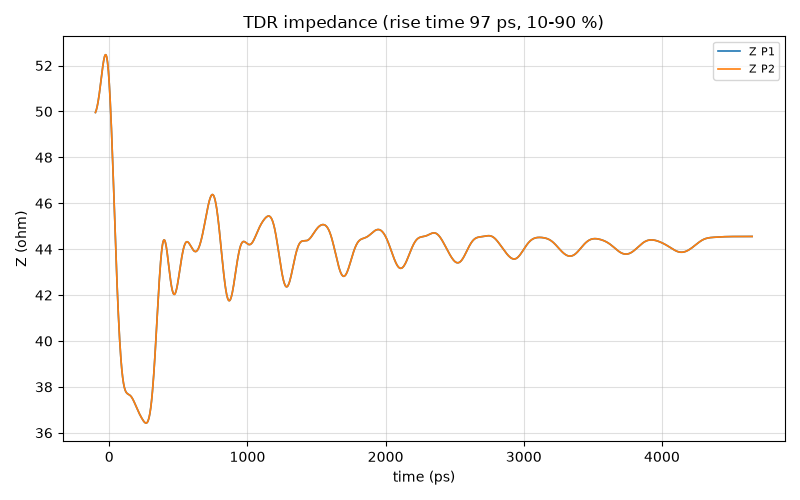 TDR impedance (rise time 97 ps, 10-90 %)
Z P1
Z P2
52
50
48
46
44
42
40
38
36
Z (ohm)
0 1000 2000 3000 4000
time (ps)